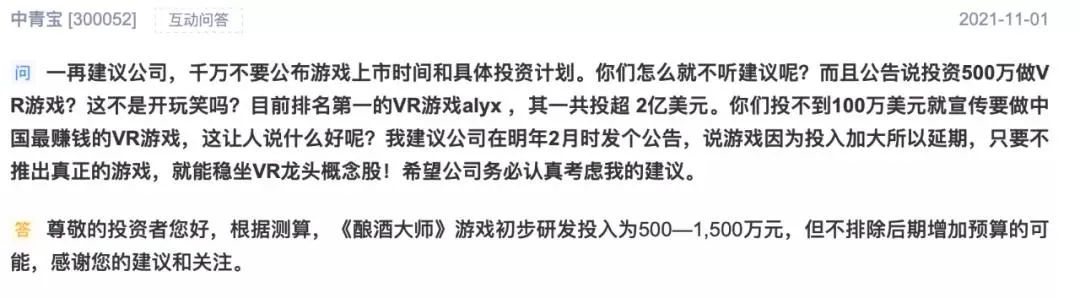 中青宝 [300052] 互动问答 2021-11-01
问 一再建议公司，千万不要公布游戏上市时间和具体投资计划。你们怎么就不听建议呢？而且公告说投资500万做V
R游戏？这不是开玩笑吗？目前排名第一的VR游戏alyx ，其一共投超 2亿美元。你们投不到100万美元就宣传要做中
国最赚钱的VR游戏，这让人说什么好呢？我建议公司在明年2月时发个公告，说游戏因为投入加大所以延期，只要不
推出真正的游戏，就能稳坐VR龙头概念股！希望公司务必认真考虑我的建议。
答 尊敬的投资者您好，根据测算，《酿酒大师》游戏初步研发投入为500—1,500万元，但不排除后期增加预算的可
能，感谢您的建议和关注。